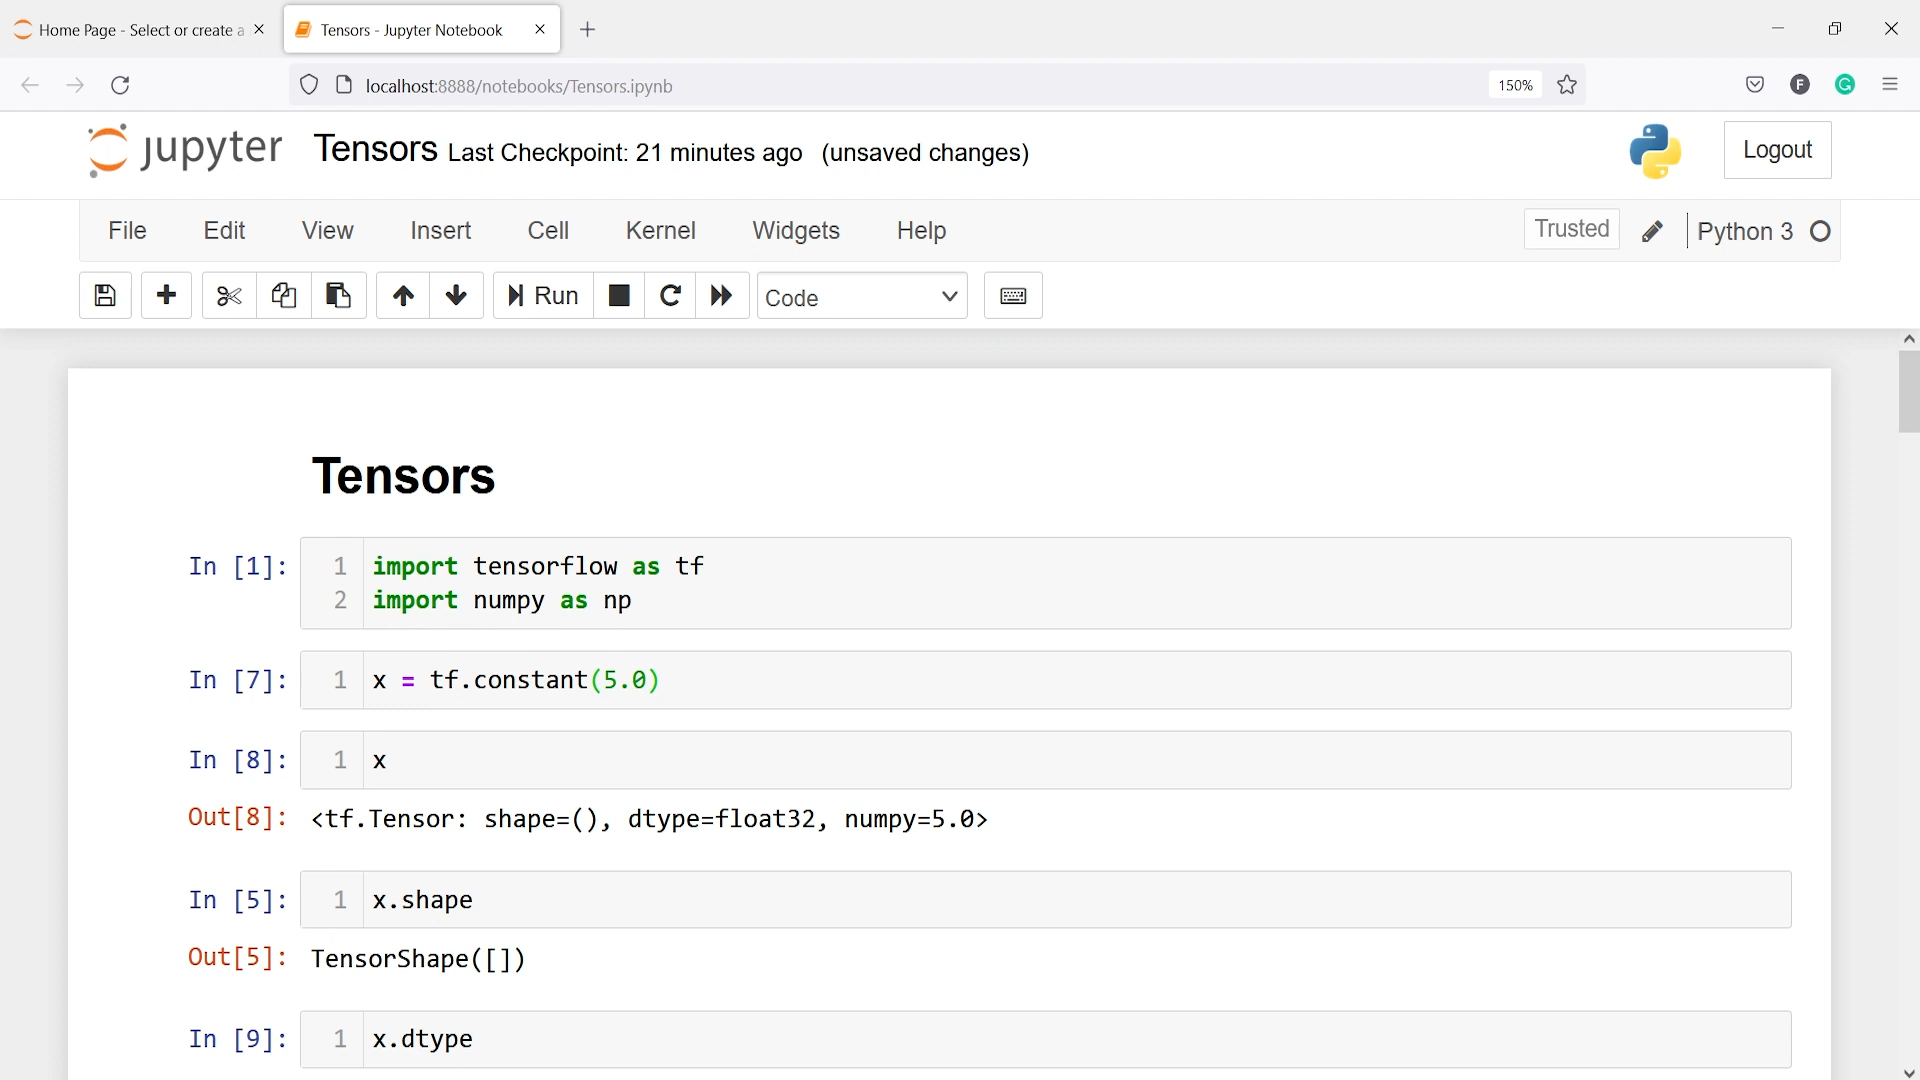 Home Page - Select or create a
Tensors - Jupyter Notebook
localhost:8888/notebooks/Tensors.ipynb
150%
F
G
jupyter
Tensors Last Checkpoint: 21 minutes ago (unsaved changes)
Logout
File Edit View Insert Cell Kernel Widgets Help
Trusted
Python 3
Run
Code
Tensors
In [1]:
1 import tensorflow as tf
2 import numpy as np
In [7]: 1 x = tf.constant(5.0)
In [8]: 1 x
Out[8]: <tf.Tensor: shape=(), dtype=float32, numpy=5.0>
In [5]: 1 x.shape
Out[5]: TensorShape([])
In [9]: 1 x.dtype